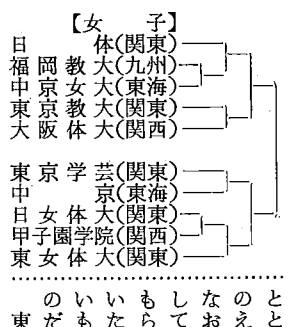 【女子】
日体(関東)
福岡教大(九州)
中京女大(東海)
東京教大(関東)
大阪体大(関西)
東京学芸(関東)
中京(東海)
日女体大(関東)
甲子園学院(関西)
東女体大(関東)
とと
のえ
なお
して
もら
いた
いも
のだ
東